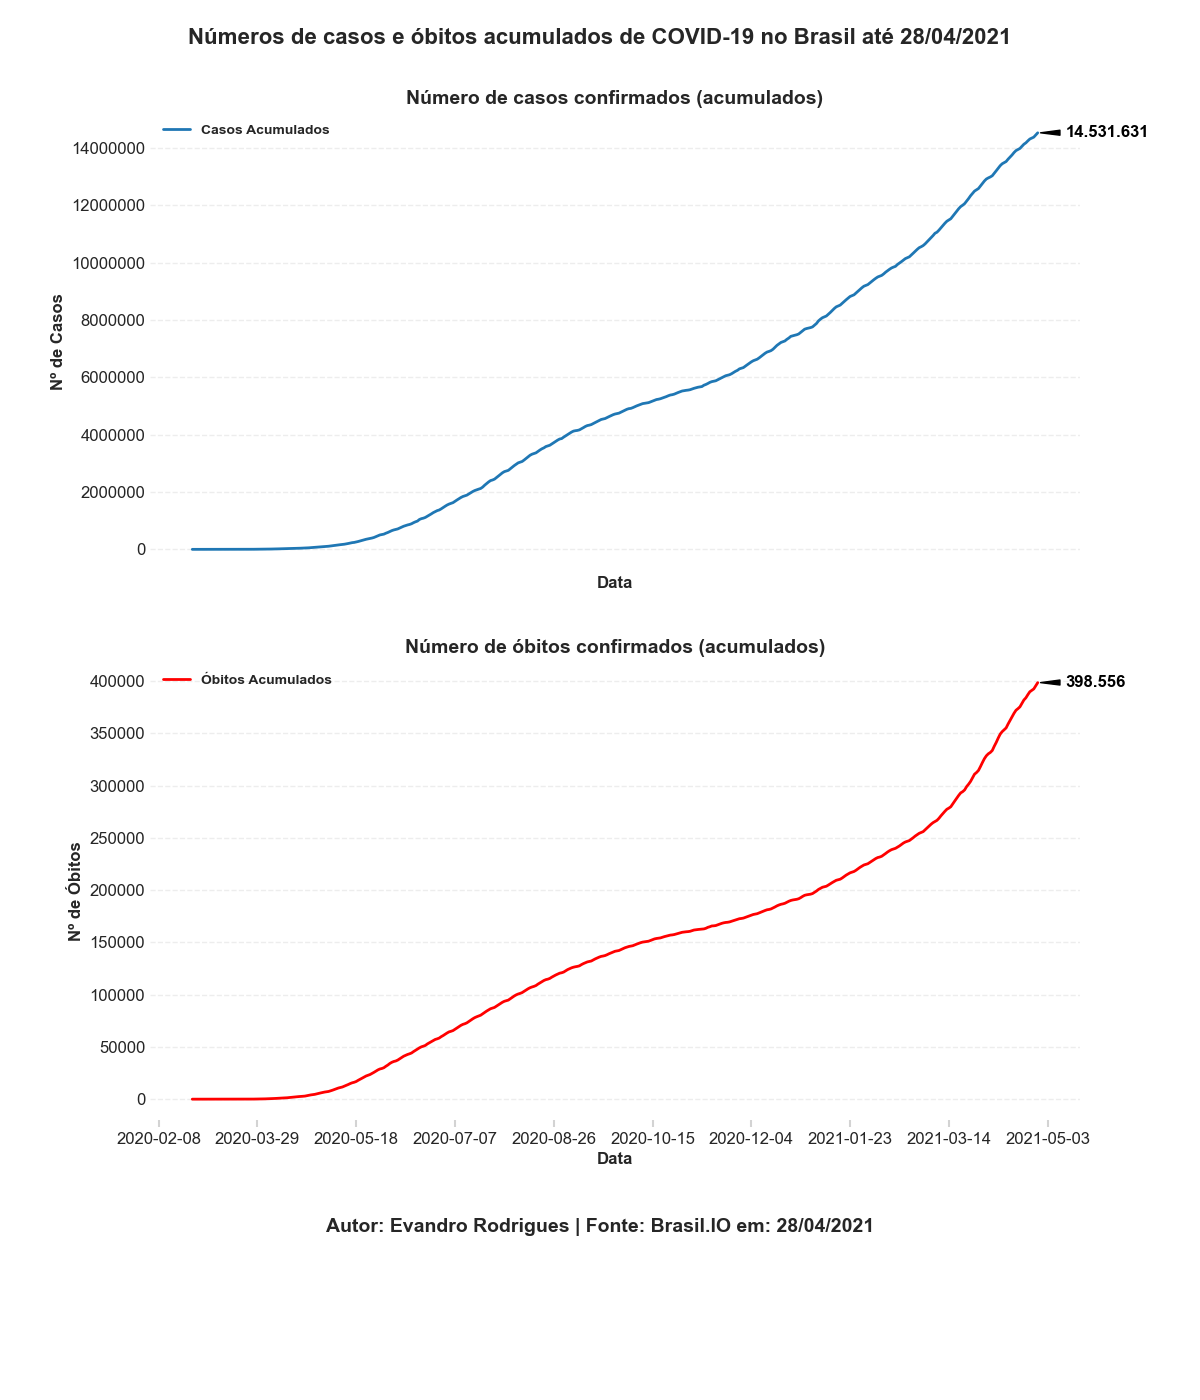 Números de casos e óbitos acumulados de COVID-19 no Brasil até 28/04/2021
Número de casos confirmados (acumulados)
Casos Acumulados
14.531.631
14000000
12000000
10000000
8000000
6000000
4000000
2000000
0
Nº de Casos
Data
Número de óbitos confirmados (acumulados)
Óbitos Acumulados
398.556
400000
350000
300000
250000
200000
150000
100000
50000
0
Nº de Óbitos
2020-02-08 2020-03-29 2020-05-18 2020-07-07 2020-08-26 2020-10-15 2020-12-04 2021-01-23 2021-03-14 2021-05-03
Data
Autor: Evandro Rodrigues | Fonte: Brasil.IO em: 28/04/2021